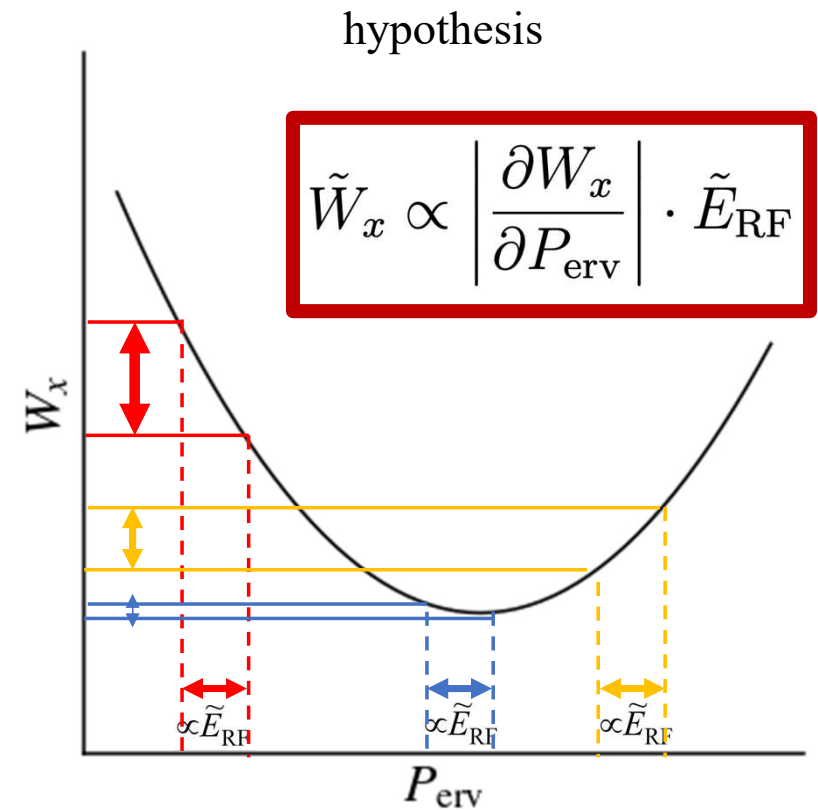 hypothesis
W̃ₓ ∝ |∂Wₓ/∂P_erv| · Ẽ_RF
Wₓ
∝Ẽ_RF ∝Ẽ_RF ∝Ẽ_RF
P_erv